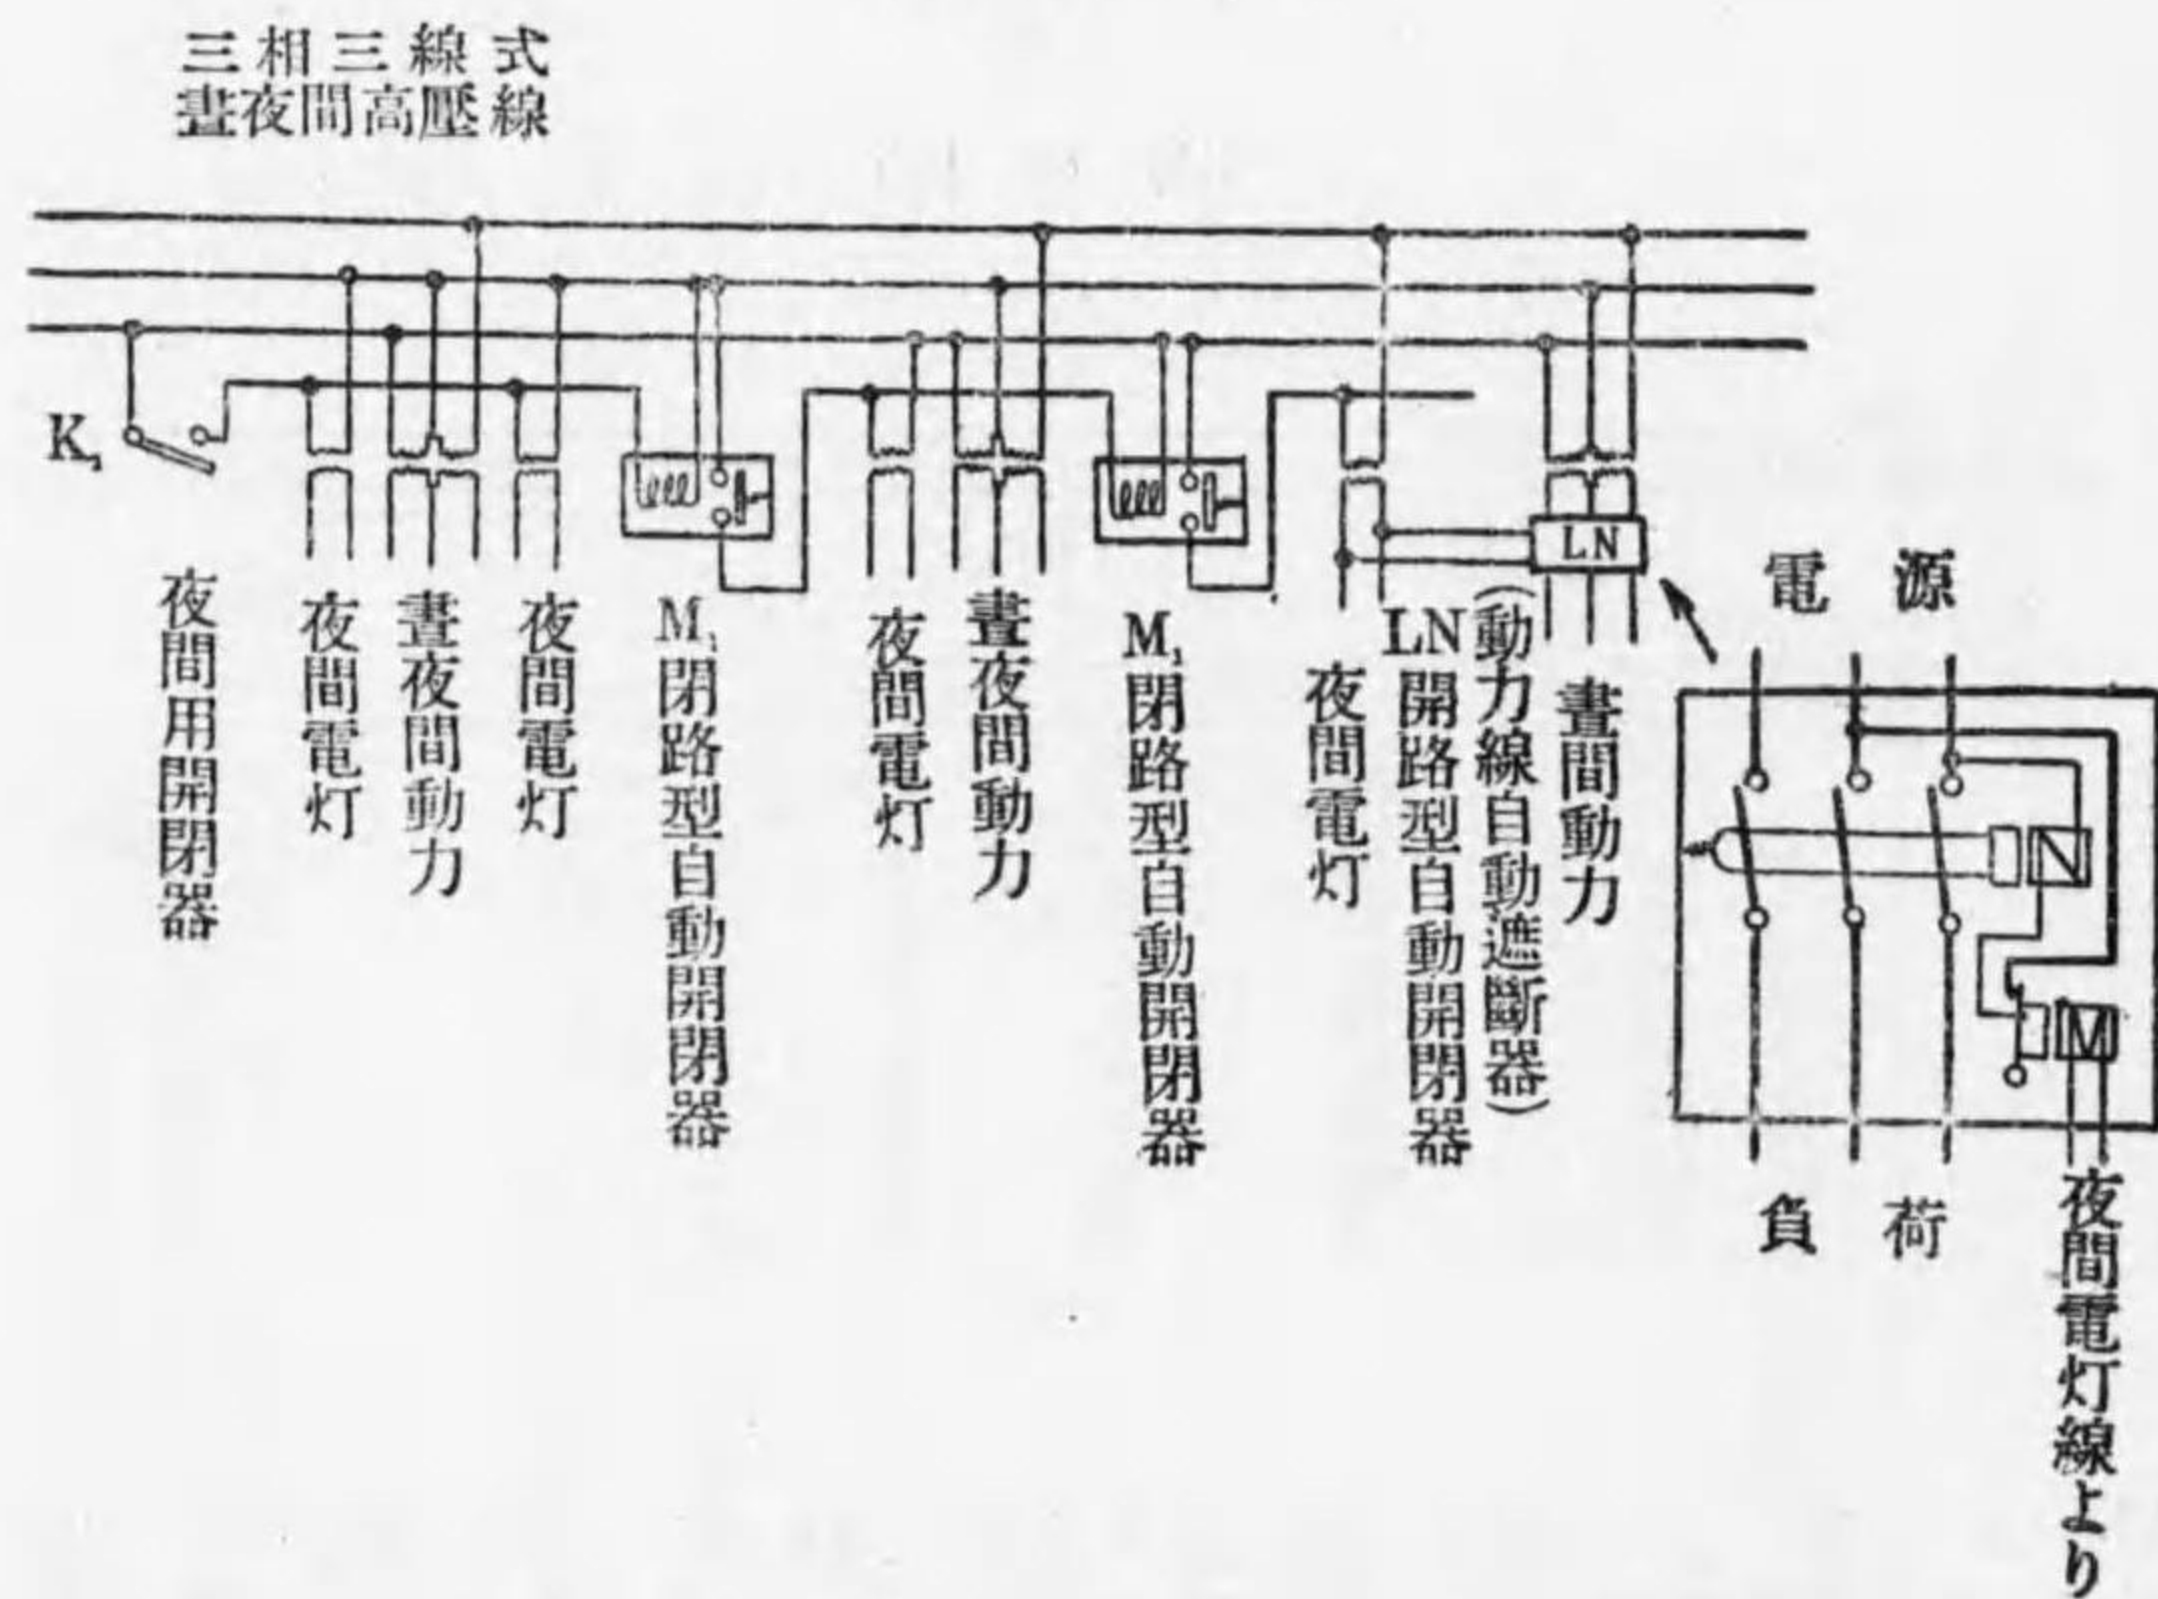 三相三線式
晝夜間高壓線
K₁
夜間用開閉器
夜間電灯
晝夜間動力
夜間電灯
M₁閉路型自動開閉器
夜間電灯
晝夜間動力
M₁閉路型自動開閉器
夜間電灯
LN開路型自動開閉器
(動力線自動遮斷器)
晝間動力
LN
電源
N
M
負荷
夜間電灯線より